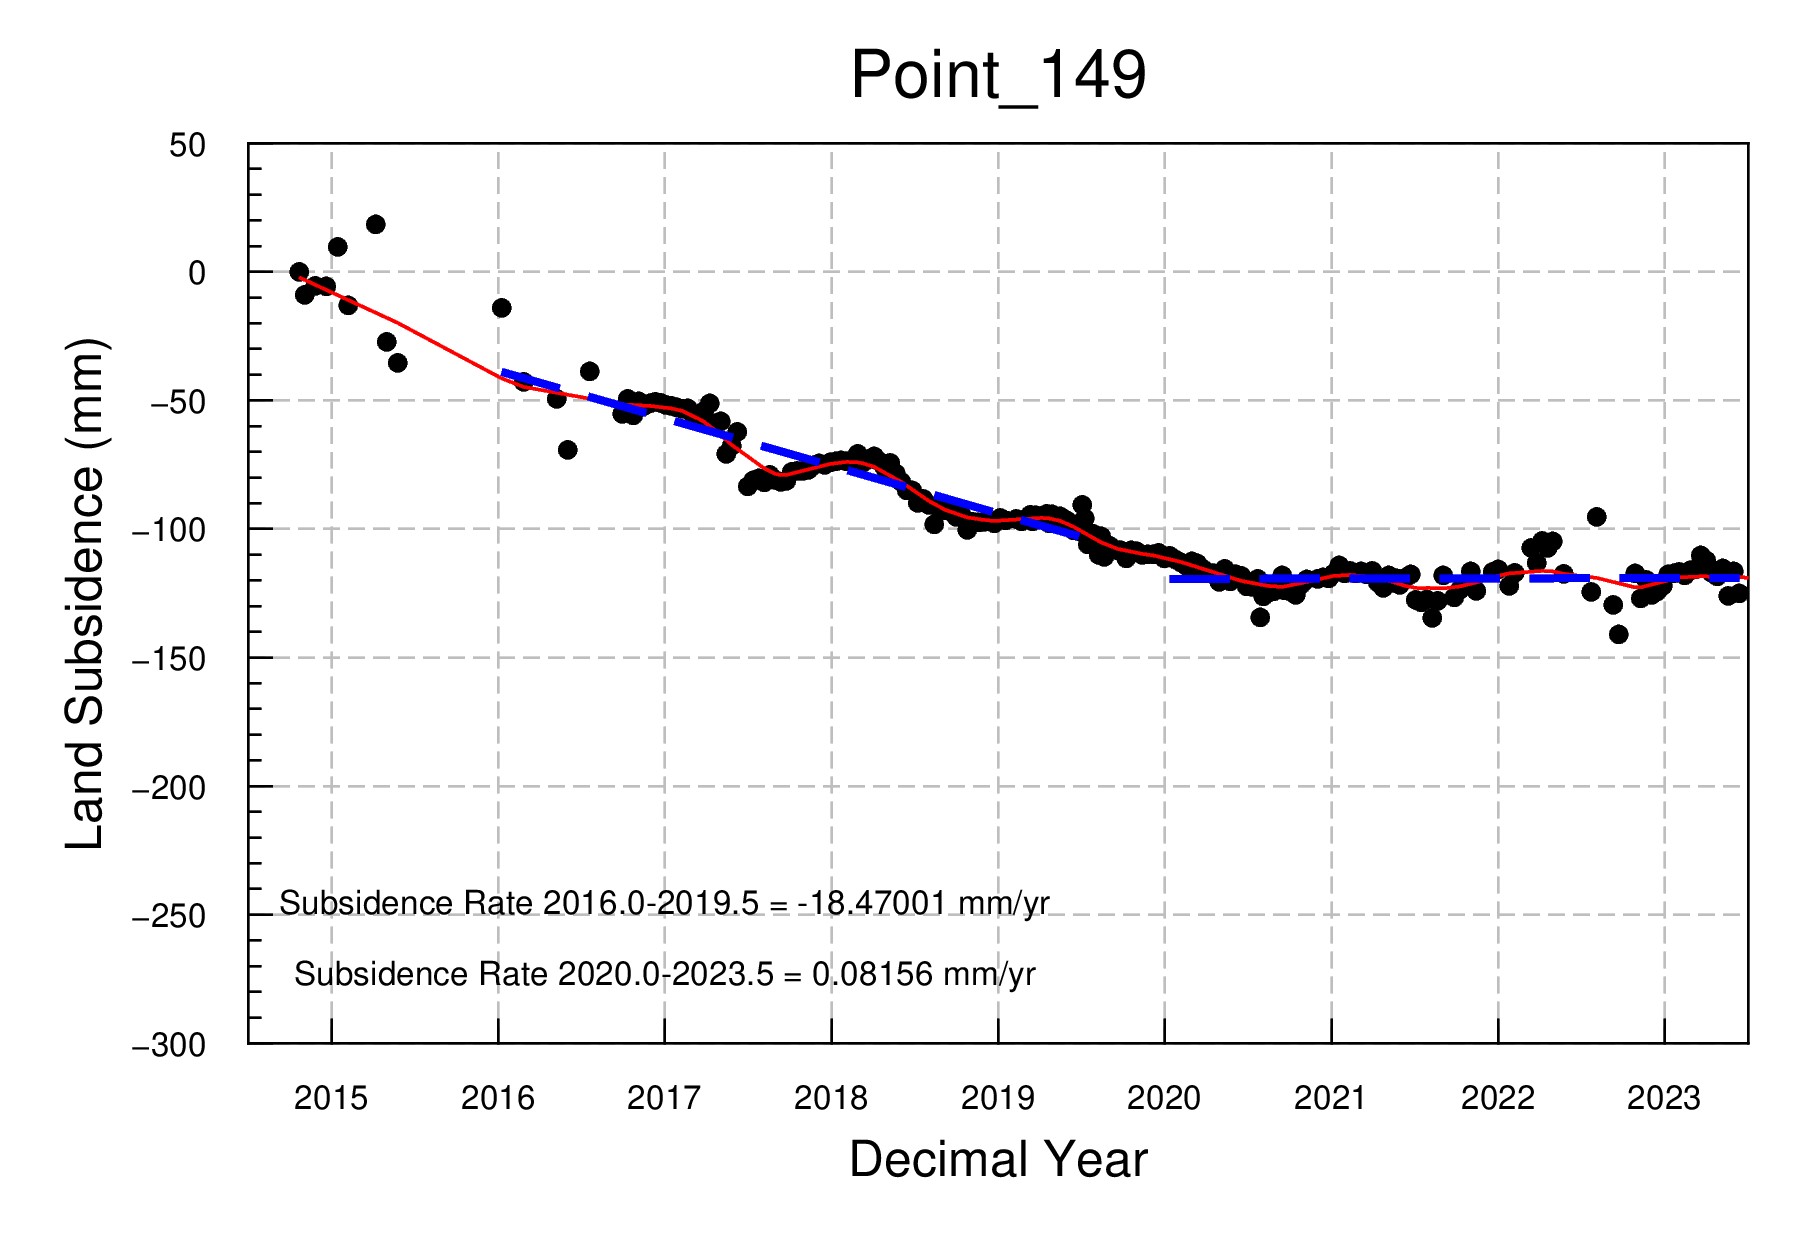 Point_149
50
0
−50
−100
−150
−200
−250
−300
Land Subsidence (mm)
Subsidence Rate 2016.0-2019.5 = -18.47001 mm/yr
Subsidence Rate 2020.0-2023.5 = 0.08156 mm/yr
2015 2016 2017 2018 2019 2020 2021 2022 2023
Decimal Year